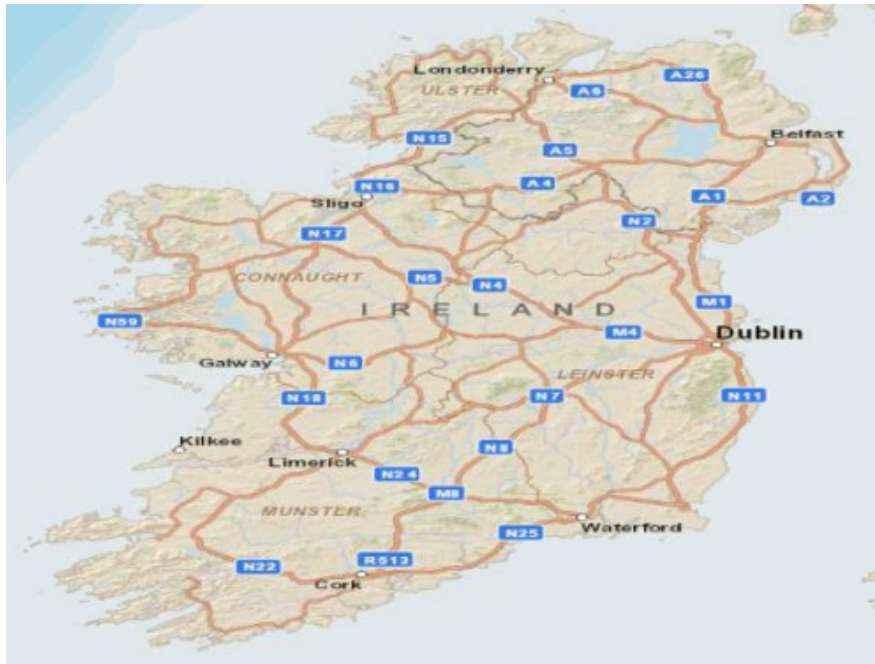 Londonderry
A26
ULSTER
A6
N15
Belfast
A5
N16
A4
Sligo
A1
A2
N2
N17
CONNAUGHT
N5
N4
M1
IRELAND
N59
M4
Dublin
Galway
N6
LEINSTER
N18
N7
N11
Kilkee
N8
Limerick
N24
M8
MUNSTER
Waterford
N25
R513
N22
Cork